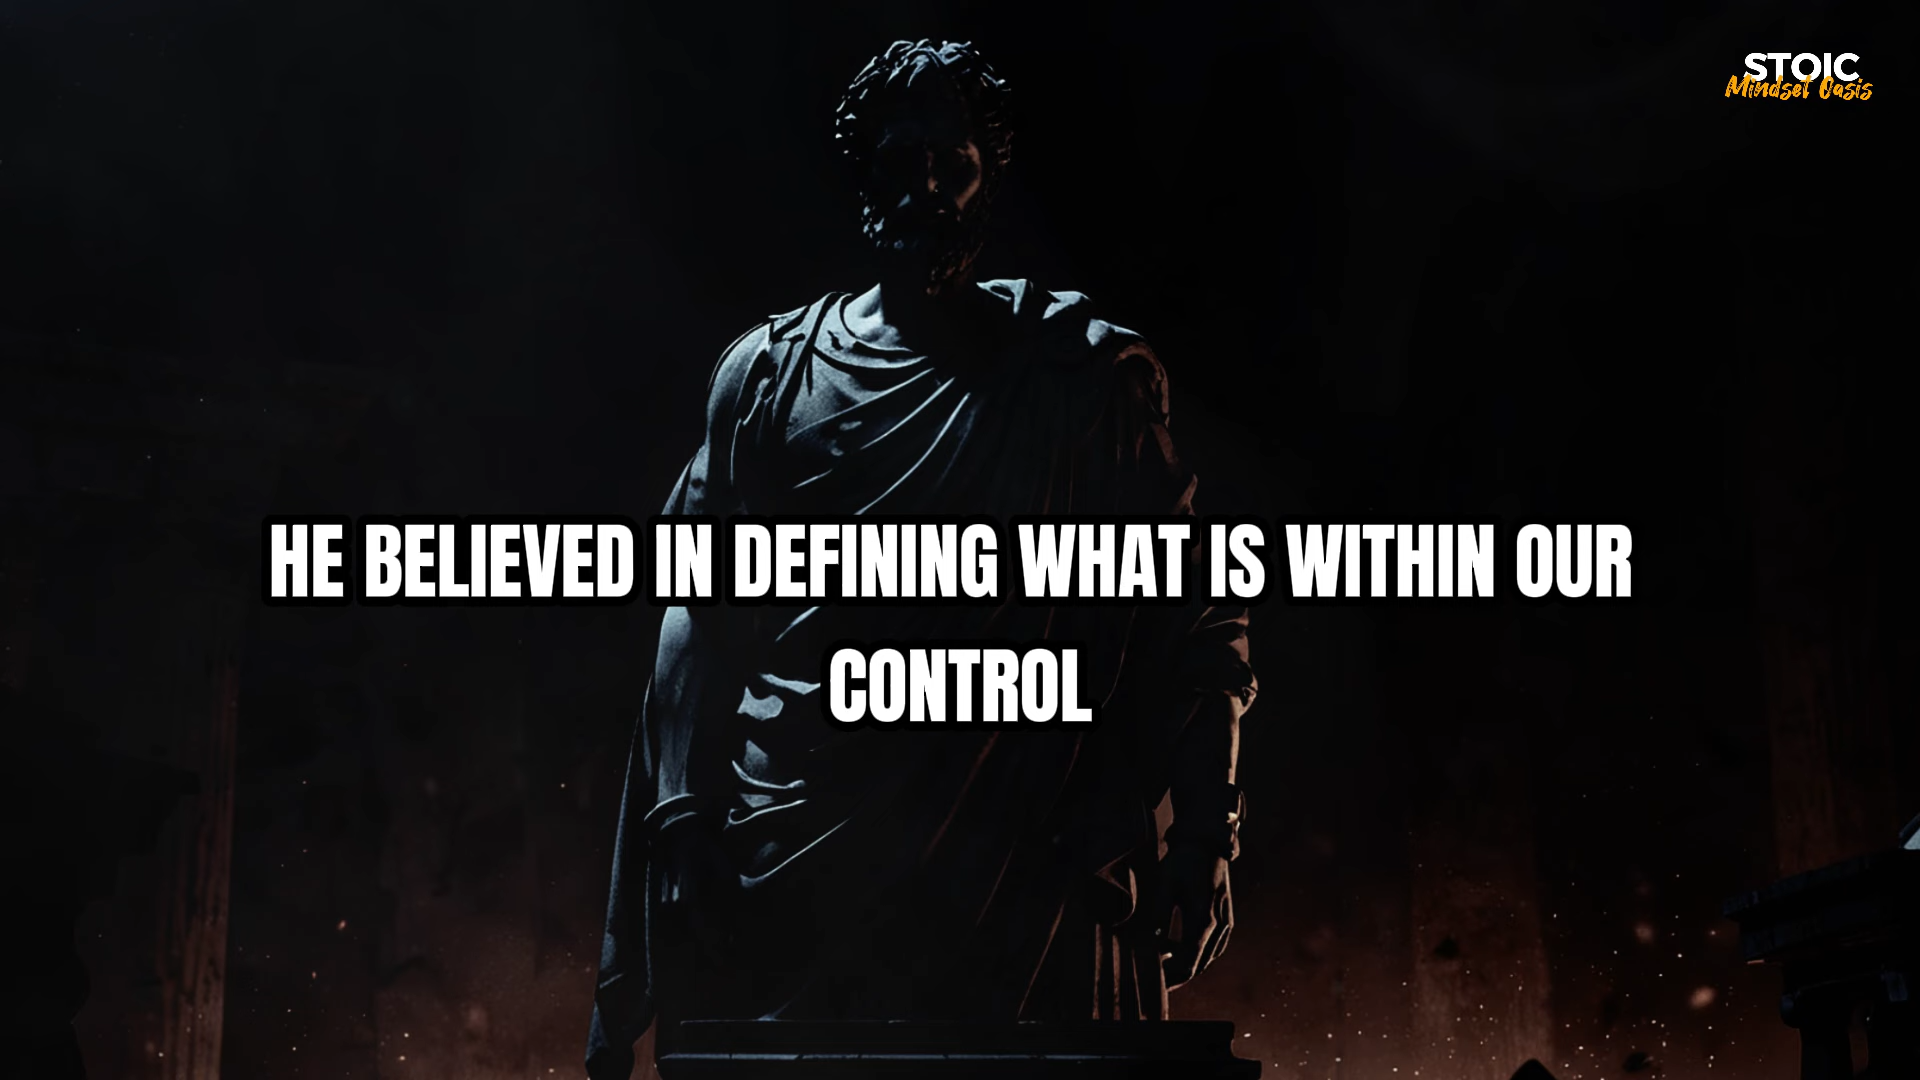 STOIC
Mindset Oasis
HE BELIEVED IN DEFINING WHAT IS WITHIN OUR
CONTROL